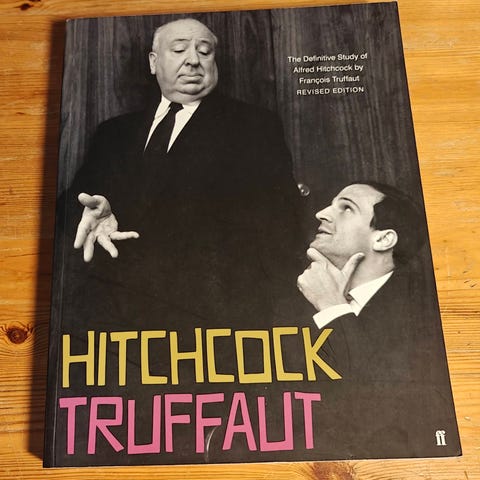 The Definitive Study of
Alfred Hitchcock by
François Truffaut
REVISED EDITION
HITCHCOCK
TRUFFAUT
ff